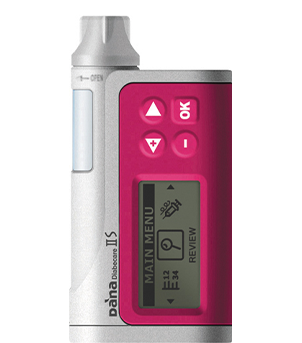 OPEN
OK
+
-
MAIN MENU
REVIEW
12
34
DANA Diabecare IIS